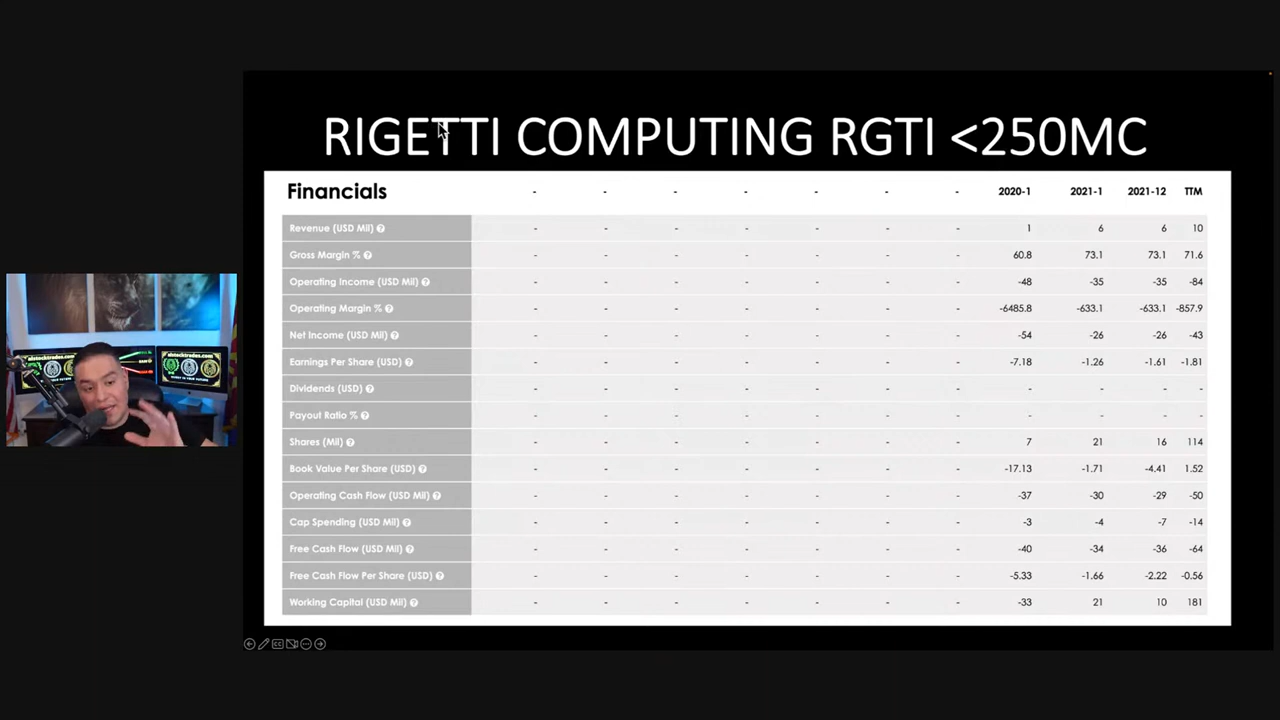 RIGETTI COMPUTING RGTI <250MC
Financials - - - - - - - 2020-1 2021-1 2021-12 TTM
Revenue (USD Mil) - - - - - - - 1 6 6 10
Gross Margin % - - - - - - - 60.8 73.1 73.1 71.6
Operating Income (USD Mil) - - - - - - - -48 -35 -35 -84
Operating Margin % - - - - - - - -6485.8 -633.1 -633.1 -857.9
Net Income (USD Mil) - - - - - - - -54 -26 -26 -43
Earnings Per Share (USD) - - - - - - - -7.18 -1.26 -1.61 -1.81
Dividends (USD) - - - - - - - - - - -
Payout Ratio % - - - - - - - - - - -
Shares (Mil) - - - - - - - 7 21 16 114
Book Value Per Share (USD) - - - - - - - -17.13 -1.71 -4.41 1.52
Operating Cash Flow (USD Mil) - - - - - - - -37 -30 -29 -50
Cap Spending (USD Mil) - - - - - - - -3 -4 -7 -14
Free Cash Flow (USD Mil) - - - - - - - -40 -34 -36 -64
Free Cash Flow Per Share (USD) - - - - - - - -5.33 -1.66 -2.22 -0.56
Working Capital (USD Mil) - - - - - - - -33 21 10 181